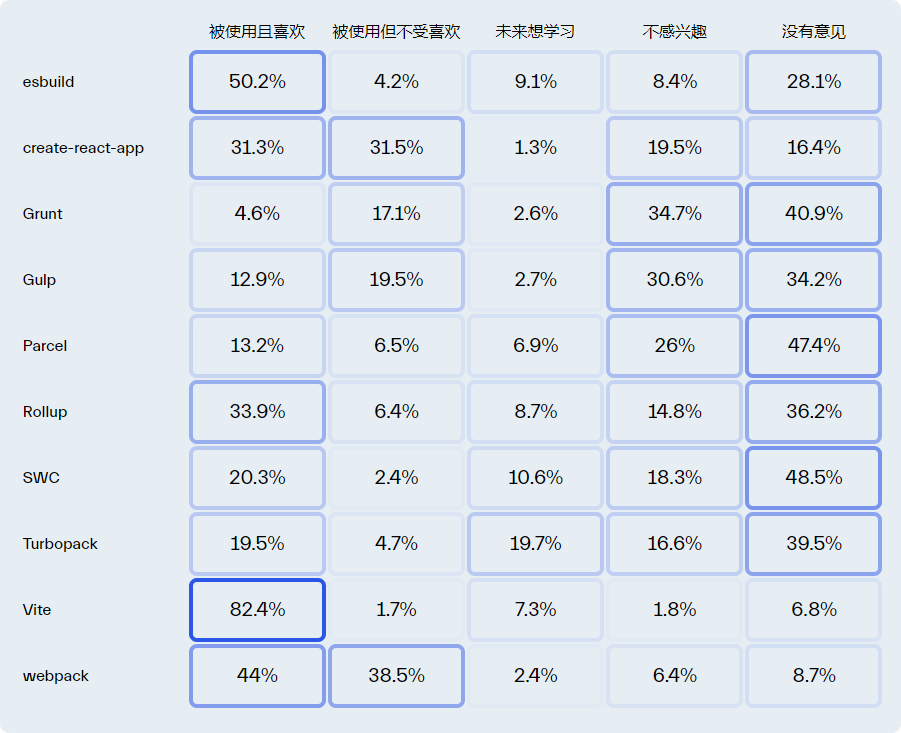 被使用且喜欢 被使用但不受喜欢 未来想学习 不感兴趣 没有意见
esbuild 50.2% 4.2% 9.1% 8.4% 28.1%
create-react-app 31.3% 31.5% 1.3% 19.5% 16.4%
Grunt 4.6% 17.1% 2.6% 34.7% 40.9%
Gulp 12.9% 19.5% 2.7% 30.6% 34.2%
Parcel 13.2% 6.5% 6.9% 26% 47.4%
Rollup 33.9% 6.4% 8.7% 14.8% 36.2%
SWC 20.3% 2.4% 10.6% 18.3% 48.5%
Turbopack 19.5% 4.7% 19.7% 16.6% 39.5%
Vite 82.4% 1.7% 7.3% 1.8% 6.8%
webpack 44% 38.5% 2.4% 6.4% 8.7%